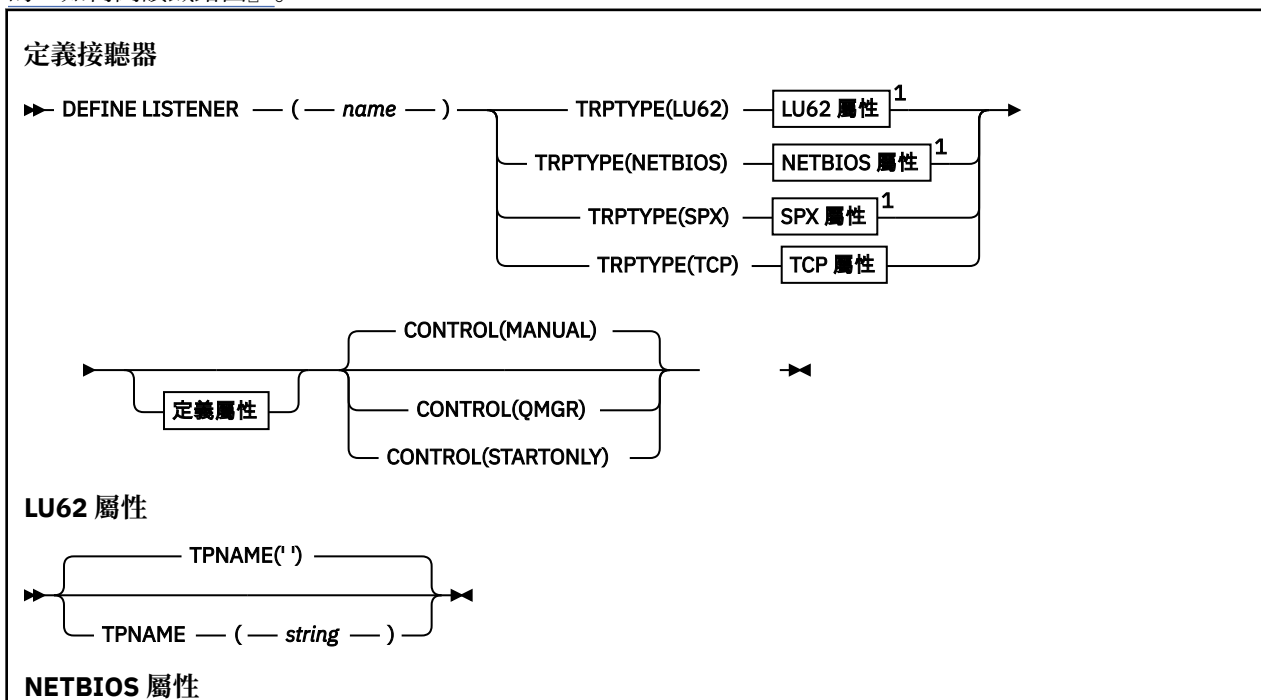 定義接聽器
DEFINE LISTENER ( name ) TRPTYPE(LU62) LU62 屬性 1
TRPTYPE(NETBIOS) NETBIOS 屬性 1
TRPTYPE(SPX) SPX 屬性 1
TRPTYPE(TCP) TCP 屬性
定義屬性
CONTROL(MANUAL)
CONTROL(QMGR)
CONTROL(STARTONLY)
LU62 屬性
TPNAME(' ')
TPNAME ( string )
NETBIOS 屬性